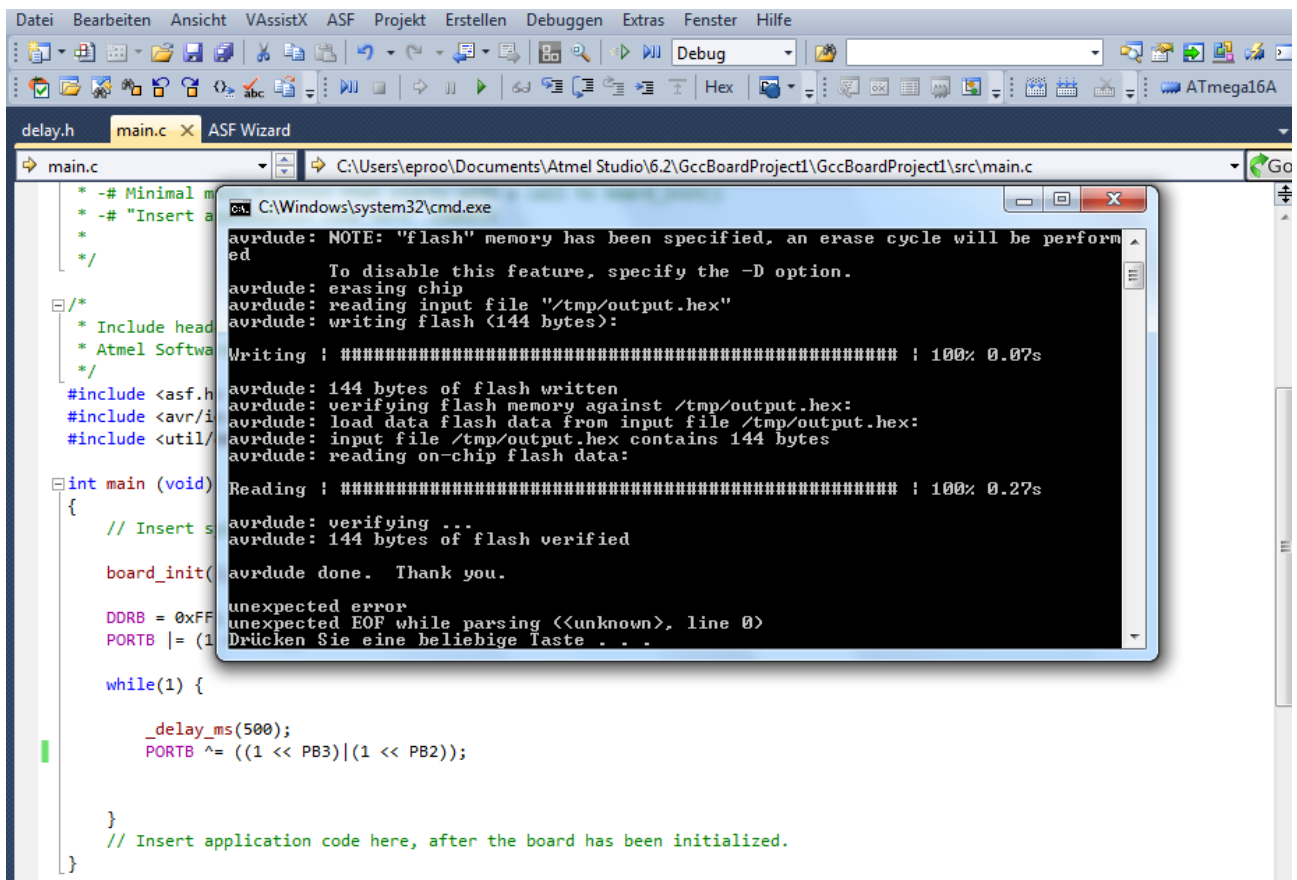 Datei Bearbeiten Ansicht VAssistX ASF Projekt Erstellen Debuggen Extras Fenster Hilfe
Debug
Hex
ATmega16A
delay.h main.c ASF Wizard
main.c C:\Users\eproo\Documents\Atmel Studio\6.2\GccBoardProject1\GccBoardProject1\src\main.c Go
* -# Minimal m
* -# "Insert a
*
*/
/*
* Include head
* Atmel Softwa
*/
#include <asf.h
#include <avr/i
#include <util/
int main (void)
{
// Insert s
board_init(
DDRB = 0xFF
PORTB |= (1
while(1) {
_delay_ms(500);
PORTB ^= ((1 << PB3)|(1 << PB2));
}
// Insert application code here, after the board has been initialized.
}
C:\Windows\system32\cmd.exe
avrdude: NOTE: "flash" memory has been specified, an erase cycle will be perform
ed
To disable this feature, specify the -D option.
avrdude: erasing chip
avrdude: reading input file "/tmp/output.hex"
avrdude: writing flash (144 bytes):
Writing | ################################################## | 100% 0.07s
avrdude: 144 bytes of flash written
avrdude: verifying flash memory against /tmp/output.hex:
avrdude: load data flash data from input file /tmp/output.hex:
avrdude: input file /tmp/output.hex contains 144 bytes
avrdude: reading on-chip flash data:
Reading | ################################################## | 100% 0.27s
avrdude: verifying ...
avrdude: 144 bytes of flash verified
avrdude done.  Thank you.
unexpected error
unexpected EOF while parsing (<unknown>, line 0)
Drücken Sie eine beliebige Taste . . .